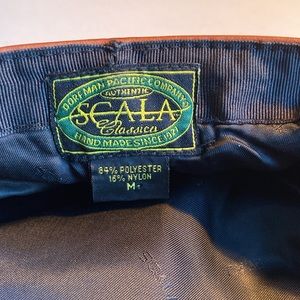 DORFMAN PACIFIC COMPANY
AUTHENTIC
SCALA
Classico
HAND MADE SINCE 1921
84% POLYESTER
16% NYLON
M